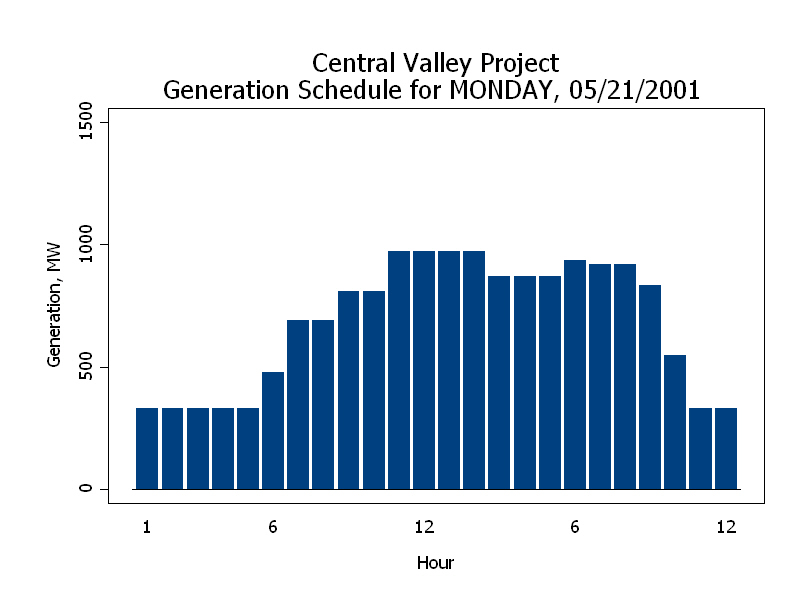 Central Valley Project
Generation Schedule for MONDAY, 05/21/2001
1500
1000
500
0
Generation, MW
1 6 12 6 12
Hour